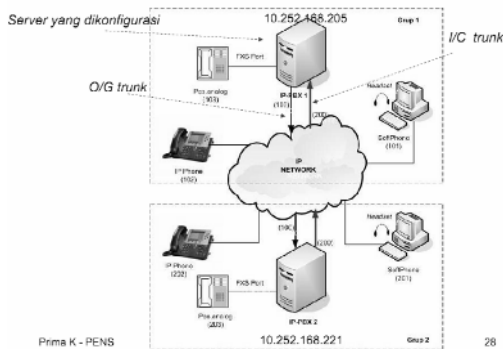 Server yang dikonfigurasi
10.252.168.205
Grup 1
I/C trunk
FXS Port
O/G trunk
Pes.analog
(103)
IP-PBX 1
(100)
(200)
Headset
SoftPhone
(101)
IP Phone
(102)
IP
NETWORK
(100)
(200)
Headset
IP Phone
(202)
SoftPhone
(201)
FXS Port
Pes.analog
(203)
IP-PBX 2
Prima K - PENS
10.252.168.221
Grup 2
28